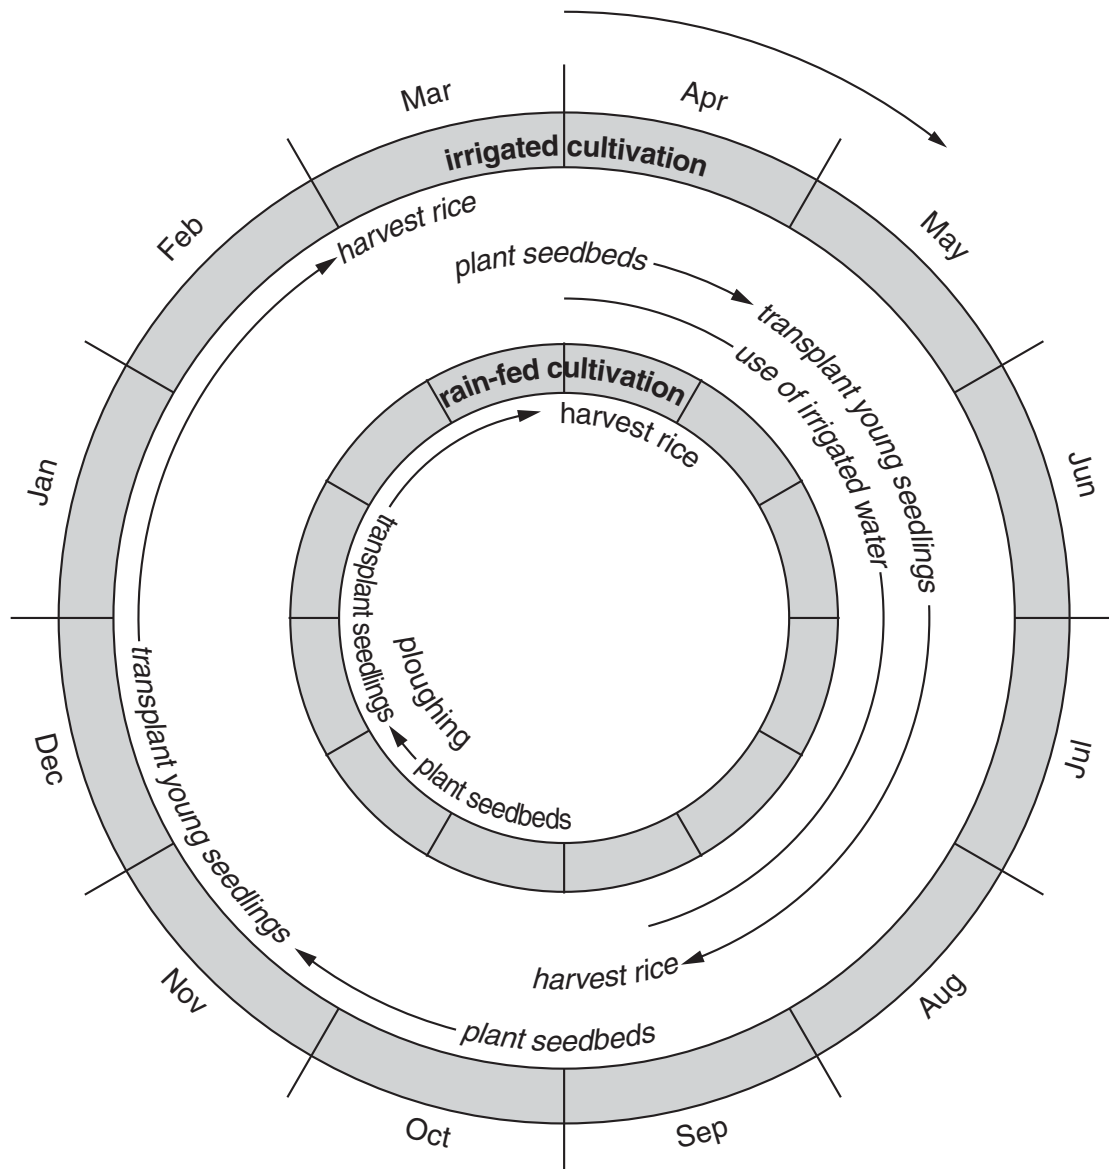 Mar
Apr
May
Jun
Jul
Aug
Sep
Oct
Nov
Dec
Jan
Feb
irrigated cultivation
harvest rice
plant seedbeds
transplant young seedlings
use of irrigated water
harvest rice
plant seedbeds
transplant young seedlings
rain-fed cultivation
harvest rice
transplant seedlings
ploughing
plant seedbeds